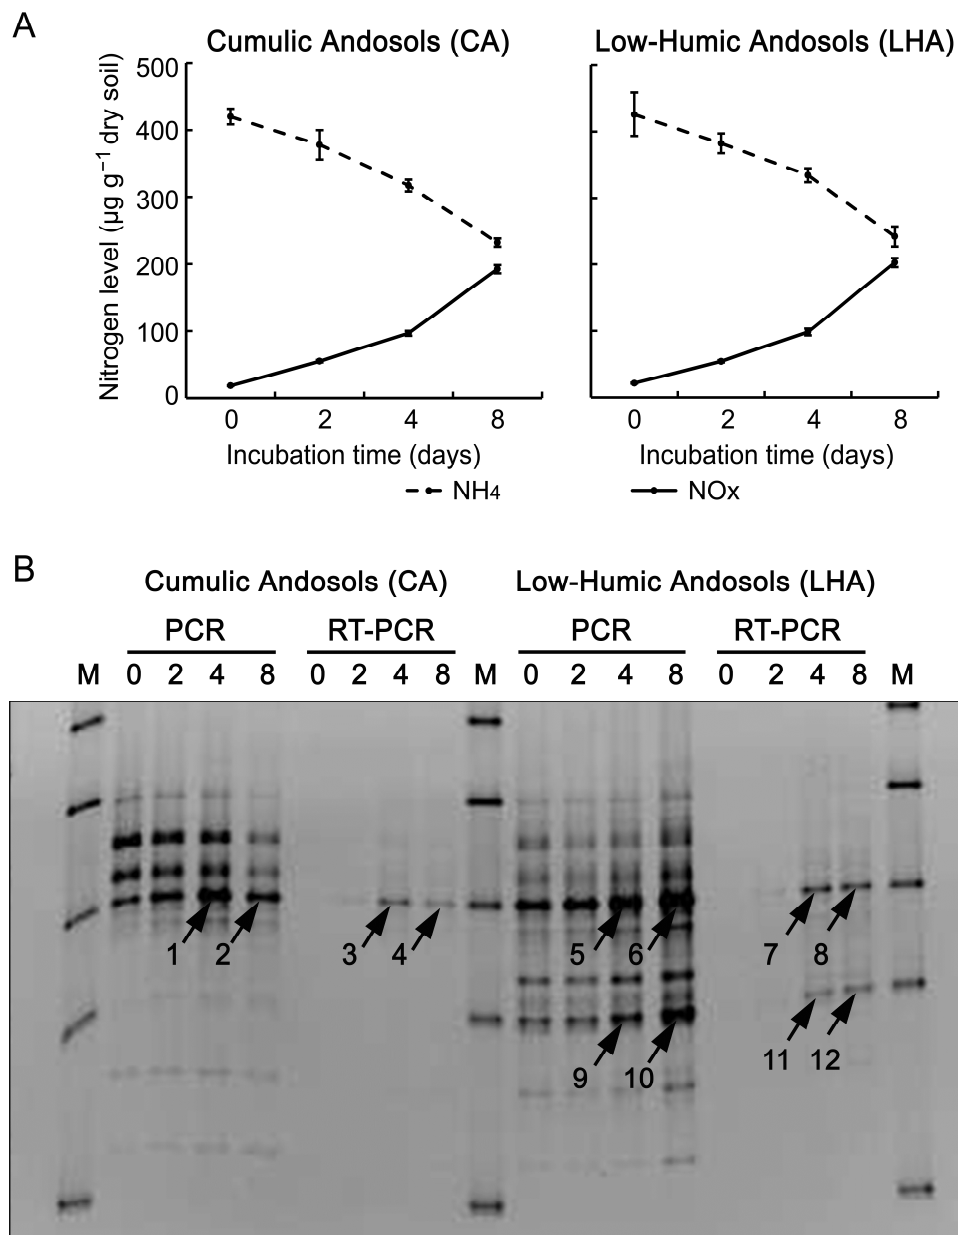 A
Cumulic Andosols (CA) Low-Humic Andosols (LHA)
Nitrogen level (µg g⁻¹ dry soil)
500
400
300
200
100
0
0 2 4 8 0 2 4 8
Incubation time (days) Incubation time (days)
NH₄ NOx
B
Cumulic Andosols (CA) Low-Humic Andosols (LHA)
PCR RT-PCR PCR RT-PCR
M 0 2 4 8 0 2 4 8 M 0 2 4 8 0 2 4 8 M
1 2 3 4 5 6 7 8
11 12
9 10